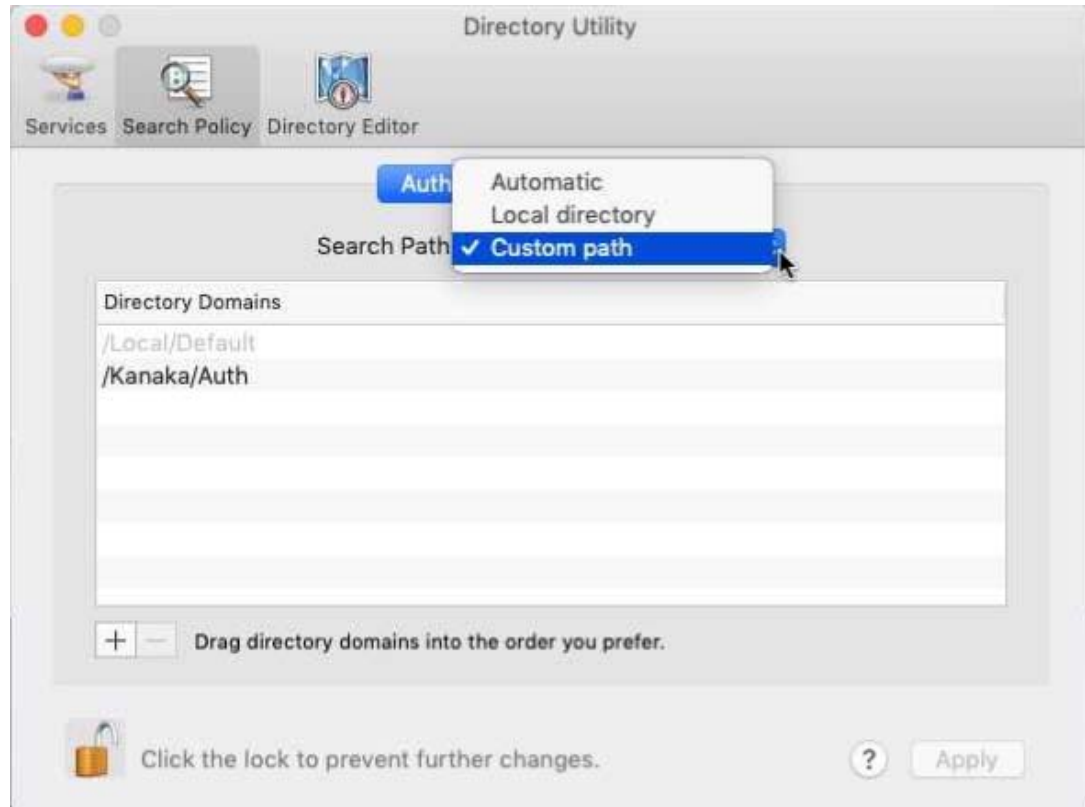 Directory Utility
Services Search Policy Directory Editor
Auth
Automatic
Local directory
Search Path
✓ Custom path
Directory Domains
/Local/Default
/Kanaka/Auth
+ − Drag directory domains into the order you prefer.
Click the lock to prevent further changes. ? Apply